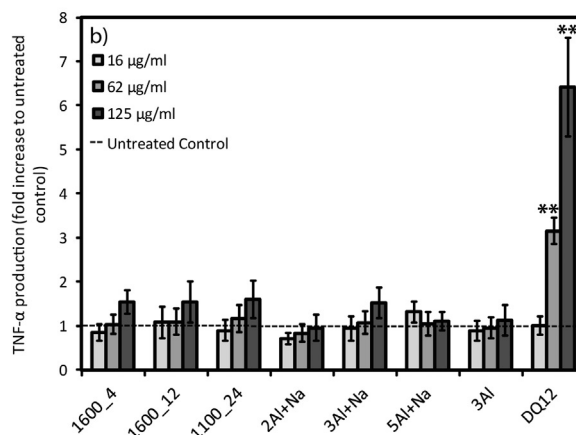 b)
16 µg/ml
62 µg/ml
125 µg/ml
Untreated Control
TNF-α production (fold increase to untreated
control)
8
7
6
5
4
3
2
1
0
**
**
1600_4
1600_12
1100_24
2Al+Na
3Al+Na
5Al+Na
3Al
DQ12